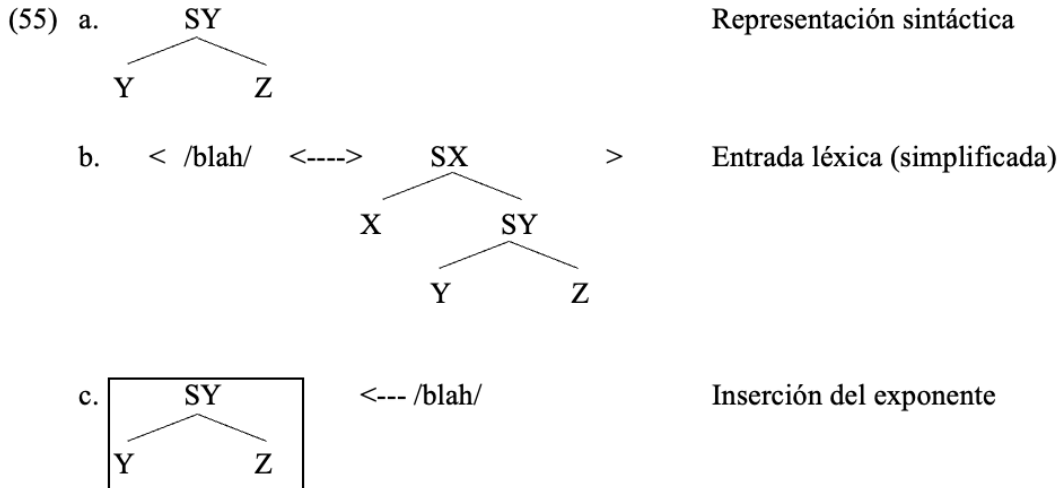 (55) a. SY Representación sintáctica
Y Z
b. < /blah/ <----> SX > Entrada léxica (simplificada)
X SY
Y Z
c. SY <--- /blah/ Inserción del exponente
Y Z